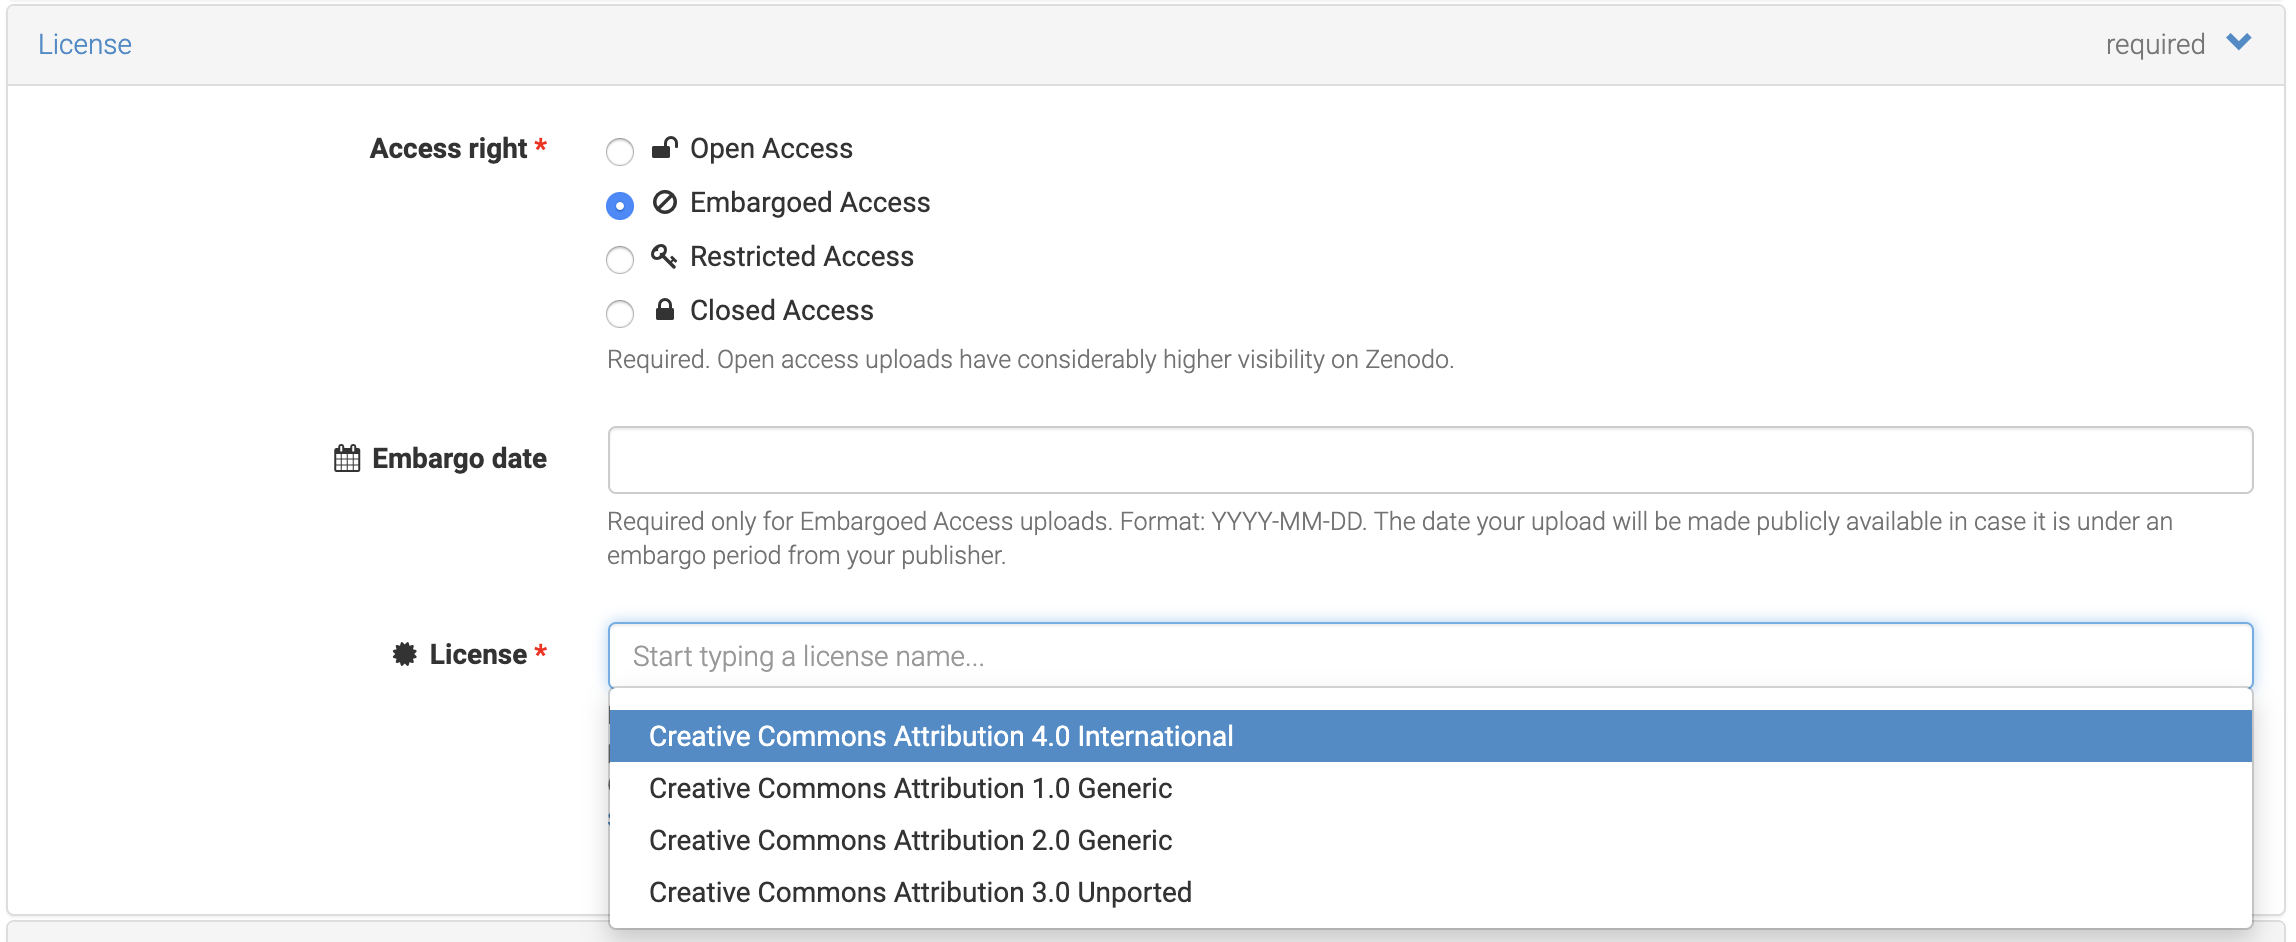 License
required
Access right *
Open Access
Embargoed Access
Restricted Access
Closed Access
Required. Open access uploads have considerably higher visibility on Zenodo.
Embargo date
Required only for Embargoed Access uploads. Format: YYYY-MM-DD. The date your upload will be made publicly available in case it is under an
embargo period from your publisher.
License *
Start typing a license name...
Creative Commons Attribution 4.0 International
Creative Commons Attribution 1.0 Generic
Creative Commons Attribution 2.0 Generic
Creative Commons Attribution 3.0 Unported